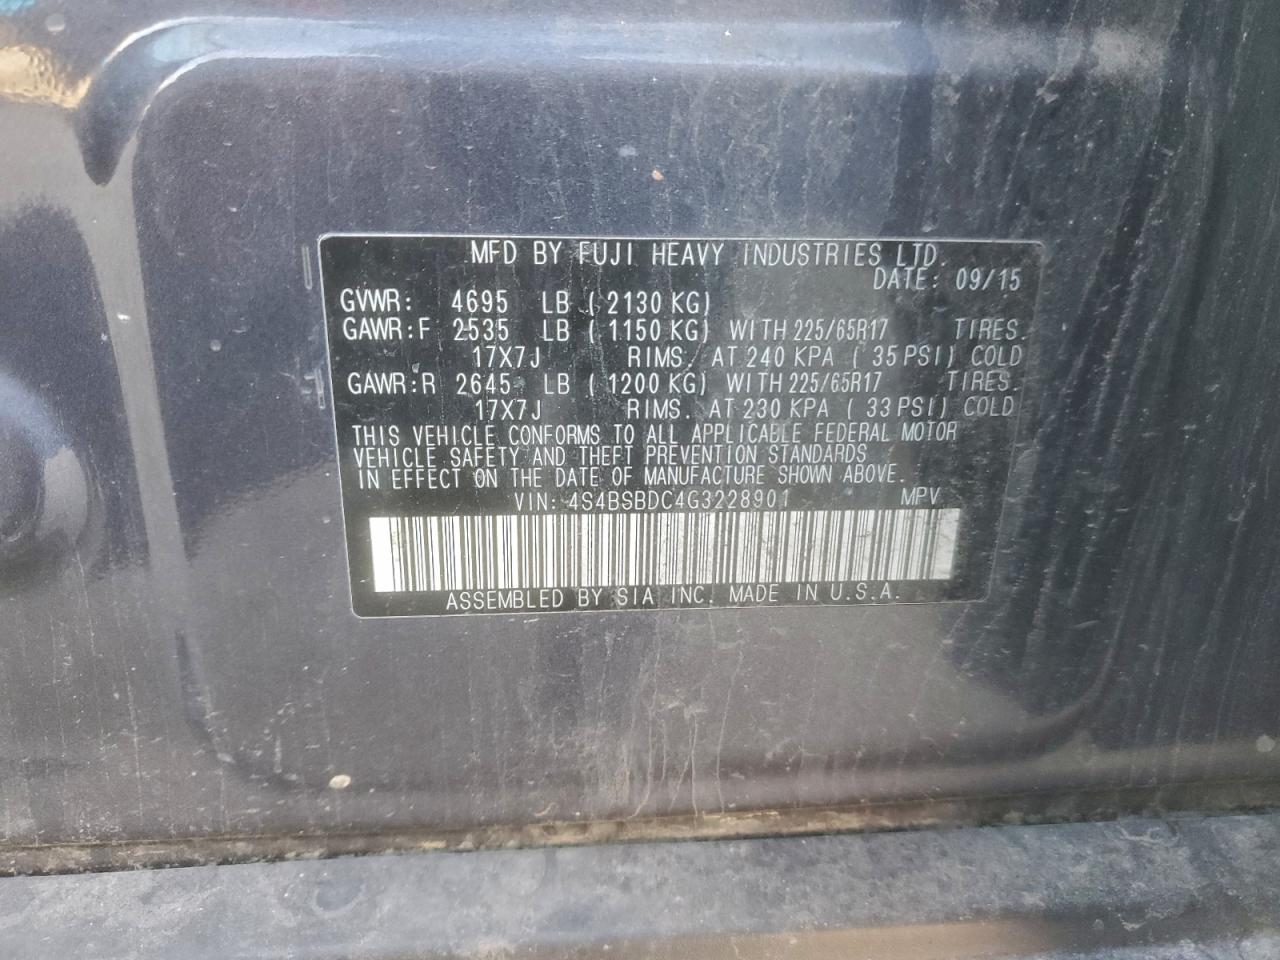 MFD BY FUJI HEAVY INDUSTRIES LTD.
DATE: 09/15
GVWR: 4695 LB (2130 KG)
GAWR:F 2535 LB (1150 KG) WITH 225/65R17 TIRES.
17X7J RIMS. AT 240 KPA (35 PSI) COLD
GAWR:R 2645 LB (1200 KG) WITH 225/65R17 TIRES.
17X7J RIMS. AT 230 KPA (33 PSI) COLD
THIS VEHICLE CONFORMS TO ALL APPLICABLE FEDERAL MOTOR
VEHICLE SAFETY AND THEFT PREVENTION STANDARDS
IN EFFECT ON THE DATE OF MANUFACTURE SHOWN ABOVE.
VIN: 4S4BSBDC4G3228901 MPV
ASSEMBLED BY SIA INC. MADE IN U.S.A.